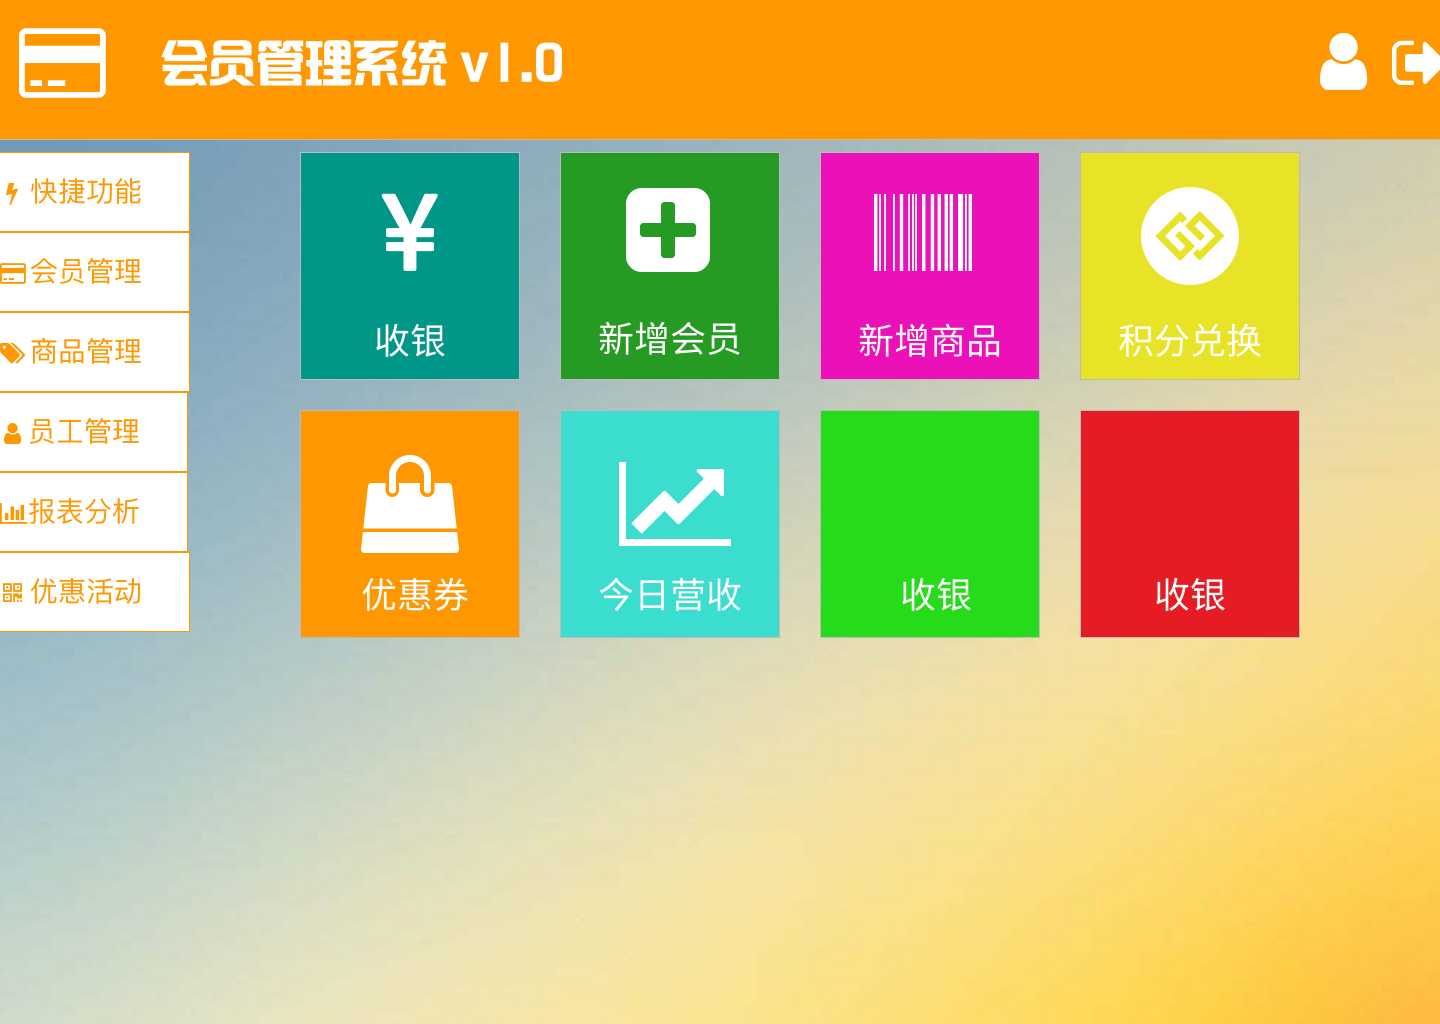 会员管理系统 v1.0
快捷功能
会员管理
商品管理
员工管理
报表分析
优惠活动
收银
新增会员
新增商品
积分兑换
优惠券
今日营收
收银
收银